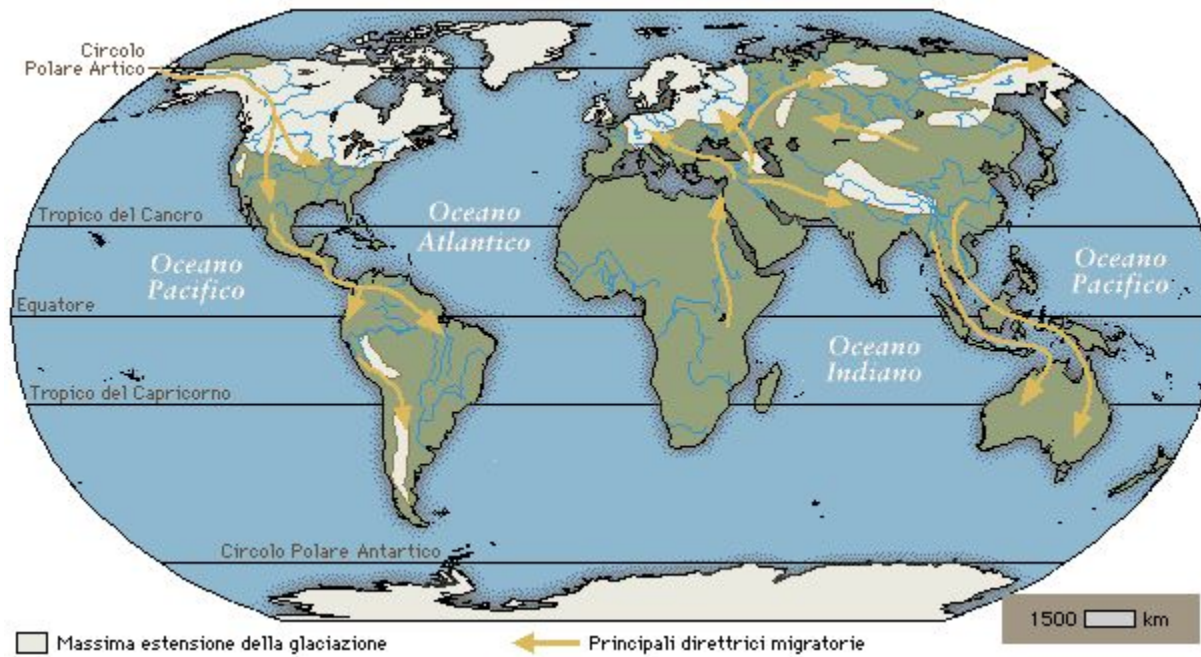 Circolo
Polare Artico
Tropico del Cancro
Oceano
Atlantico
Oceano
Pacifico
Oceano
Pacifico
Equatore
Oceano
Indiano
Tropico del Capricorno
Circolo Polare Antartico
1500 km
Massima estensione della glaciazione
Principali direttrici migratorie